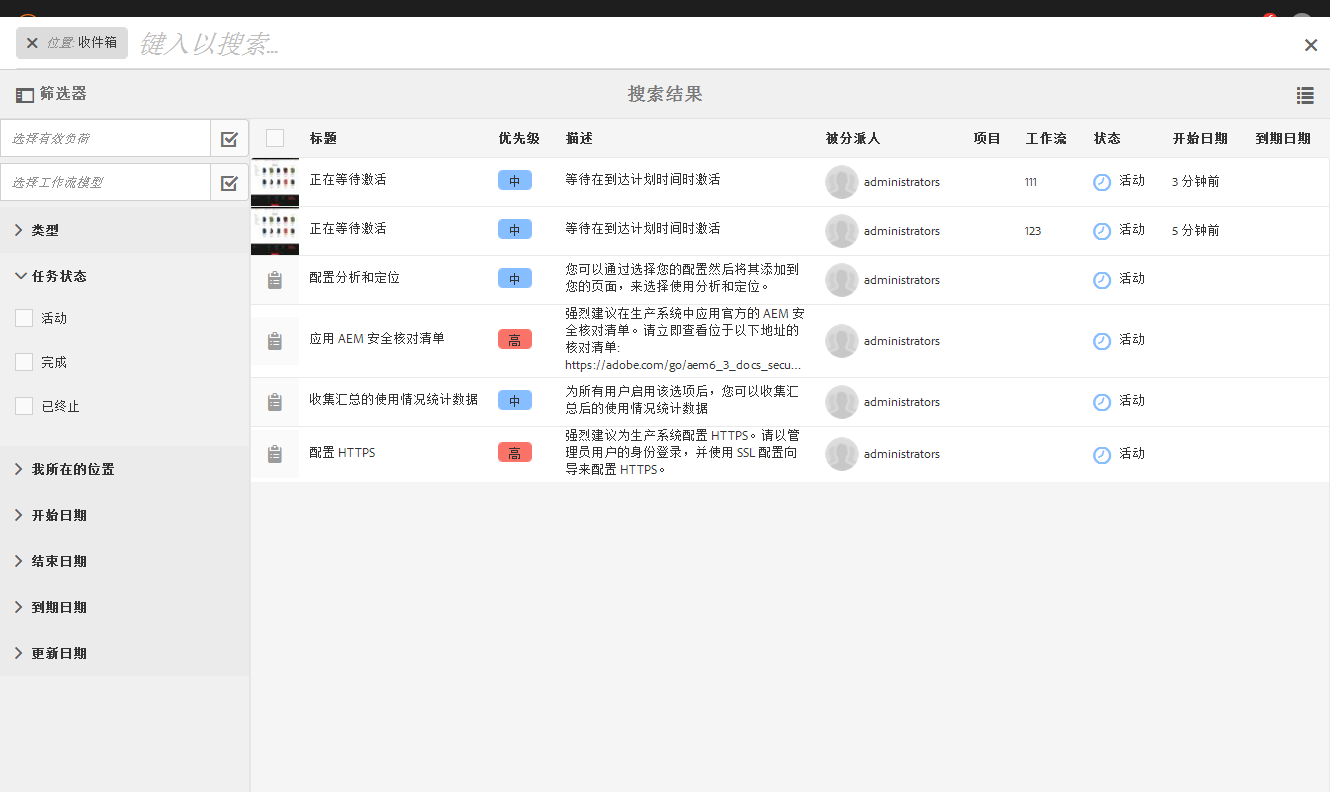 位置: 收件箱 键入以搜索...
筛选器 搜索结果
选择有效负荷
选择工作流模型
类型
任务状态
活动
完成
已终止
我所在的位置
开始日期
结束日期
到期日期
更新日期
标题 优先级 描述 被分派人 项目 工作流 状态 开始日期 到期日期
正在等待激活 中 等待在到达计划时间时激活 administrators 111 活动 3 分钟前
正在等待激活 中 等待在到达计划时间时激活 administrators 123 活动 5 分钟前
配置分析和定位 中 您可以通过选择您的配置然后将其添加到
您的页面，来选择使用分析和定位。 administrators 活动
应用 AEM 安全核对清单 高 强烈建议在生产系统中应用官方的 AEM 安
全核对清单。请立即查看位于以下地址的
核对清单:
https://adobe.com/go/aem6_3_docs_secu... administrators 活动
收集汇总的使用情况统计数据 中 为所有用户启用该选项后，您可以收集汇
总后的使用情况统计数据 administrators 活动
配置 HTTPS 高 强烈建议为生产系统配置 HTTPS。请以管
理员用户的身份登录，并使用 SSL 配置向
导来配置 HTTPS。 administrators 活动